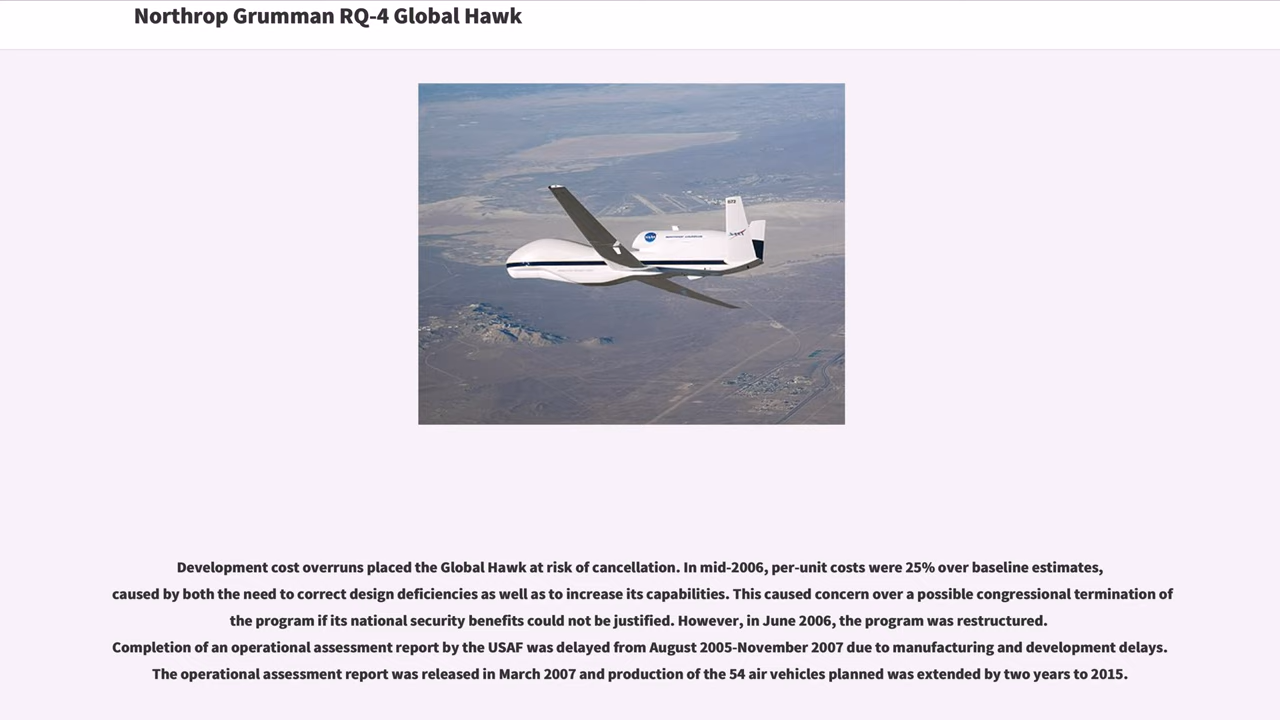 Northrop Grumman RQ-4 Global Hawk
NASA
Development cost overruns placed the Global Hawk at risk of cancellation. In mid-2006, per-unit costs were 25% over baseline estimates,
caused by both the need to correct design deficiencies as well as to increase its capabilities. This caused concern over a possible congressional termination of
the program if its national security benefits could not be justified. However, in June 2006, the program was restructured.
Completion of an operational assessment report by the USAF was delayed from August 2005-November 2007 due to manufacturing and development delays.
The operational assessment report was released in March 2007 and production of the 54 air vehicles planned was extended by two years to 2015.